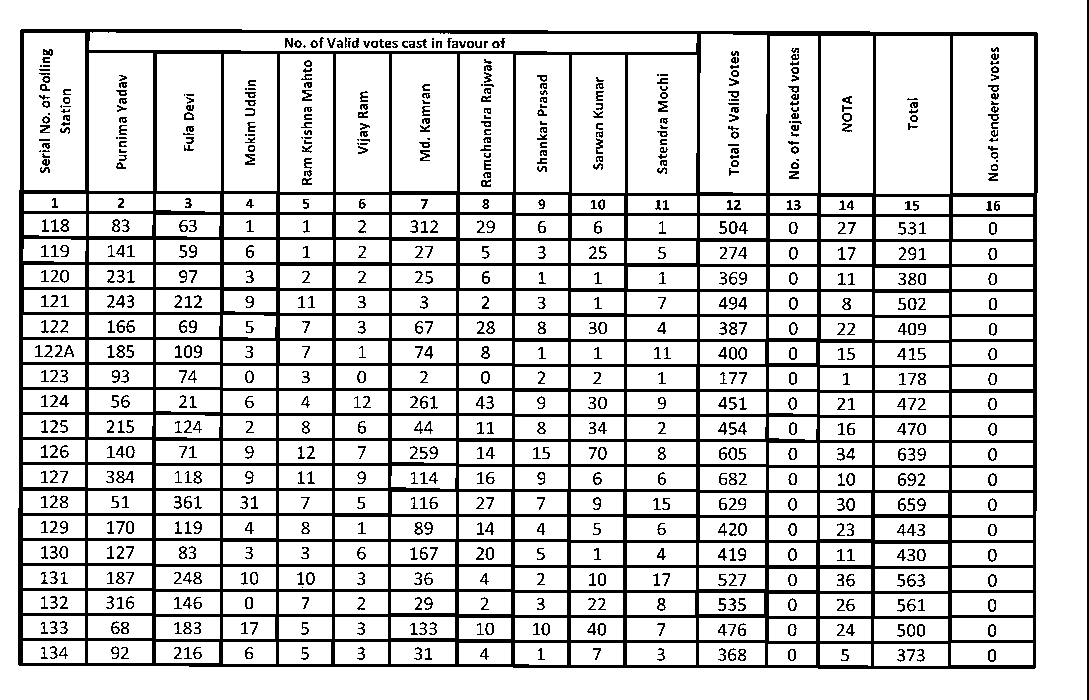 No. of Valid votes cast in favour of
Serial No. of Polling Station Purnima Yadav Fula Devi Mokim Uddin Ram Krishna Mahto Vijay Ram Md. Kamran Ramchandra Rajwar Shankar Prasad Sarwan Kumar Satendra Mochi Total of Valid Votes No. of rejected votes NOTA Total No.of tendered votes
1 2 3 4 5 6 7 8 9 10 11 12 13 14 15 16
118 83 63 1 1 2 312 29 6 6 1 504 0 27 531 0
119 141 59 6 1 2 27 5 3 25 5 274 0 17 291 0
120 231 97 3 2 2 25 6 1 1 1 369 0 11 380 0
121 243 212 9 11 3 3 2 3 1 7 494 0 8 502 0
122 166 69 5 7 3 67 28 8 30 4 387 0 22 409 0
122A 185 109 3 7 1 74 8 1 1 11 400 0 15 415 0
123 93 74 0 3 0 2 0 2 2 1 177 0 1 178 0
124 56 21 6 4 12 261 43 9 30 9 451 0 21 472 0
125 215 124 2 8 6 44 11 8 34 2 454 0 16 470 0
126 140 71 9 12 7 259 14 15 70 8 605 0 34 639 0
127 384 118 9 11 9 114 16 9 6 6 682 0 10 692 0
128 51 361 31 7 5 116 27 7 9 15 629 0 30 659 0
129 170 119 4 8 1 89 14 4 5 6 420 0 23 443 0
130 127 83 3 3 6 167 20 5 1 4 419 0 11 430 0
131 187 248 10 10 3 36 4 2 10 17 527 0 36 563 0
132 316 146 0 7 2 29 2 3 22 8 535 0 26 561 0
133 68 183 17 5 3 133 10 10 40 7 476 0 24 500 0
134 92 216 6 5 3 31 4 1 7 3 368 0 5 373 0